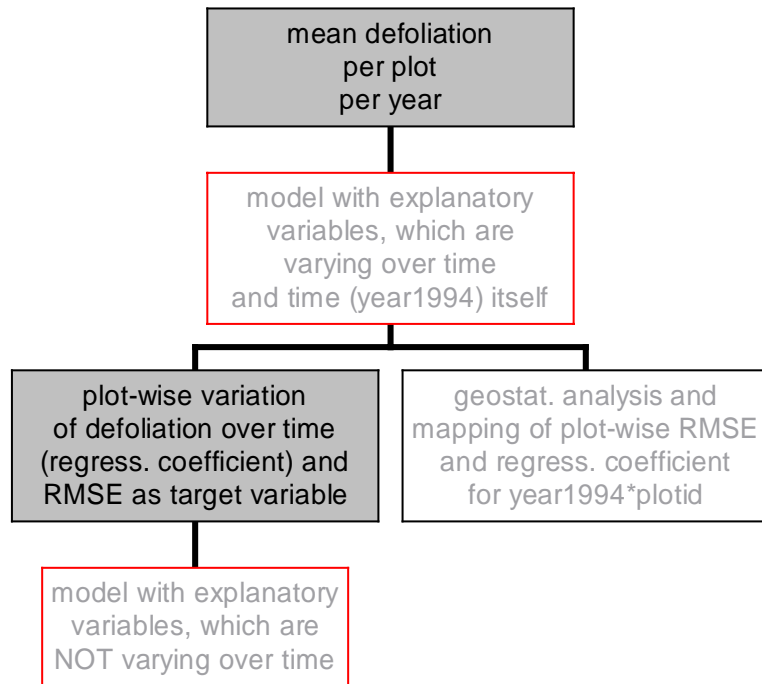 mean defoliation
per plot
per year
model with explanatory
variables, which are
varying over time
and time (year1994) itself
plot-wise variation
of defoliation over time
(regress. coefficient) and
RMSE as target variable
geostat. analysis and
mapping of plot-wise RMSE
and regress. coefficient
for year1994*plotid
model with explanatory
variables, which are
NOT varying over time